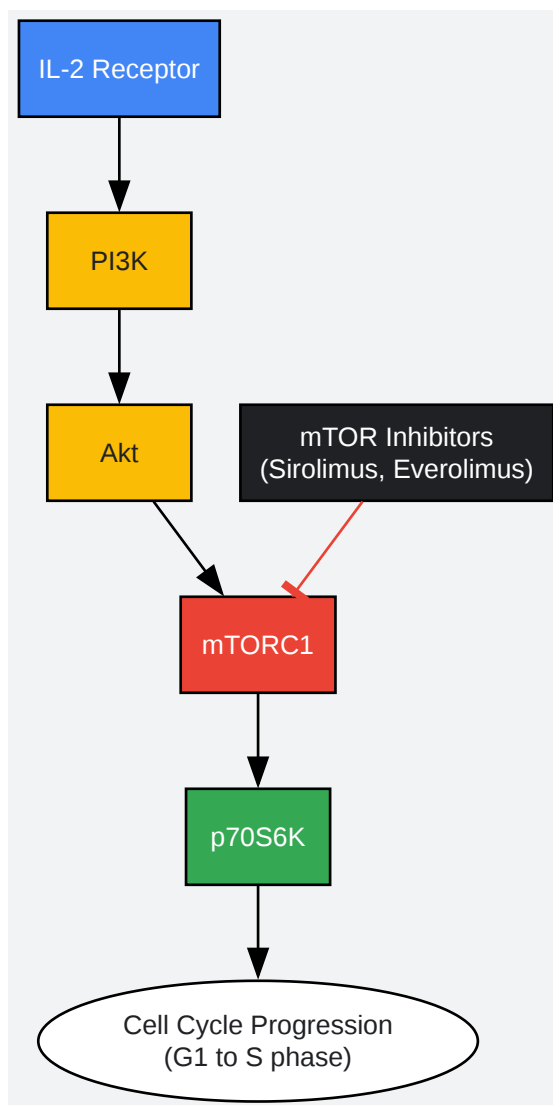 IL-2 Receptor
PI3K
Akt
mTOR Inhibitors
(Sirolimus, Everolimus)
mTORC1
p70S6K
Cell Cycle Progression
(G1 to S phase)